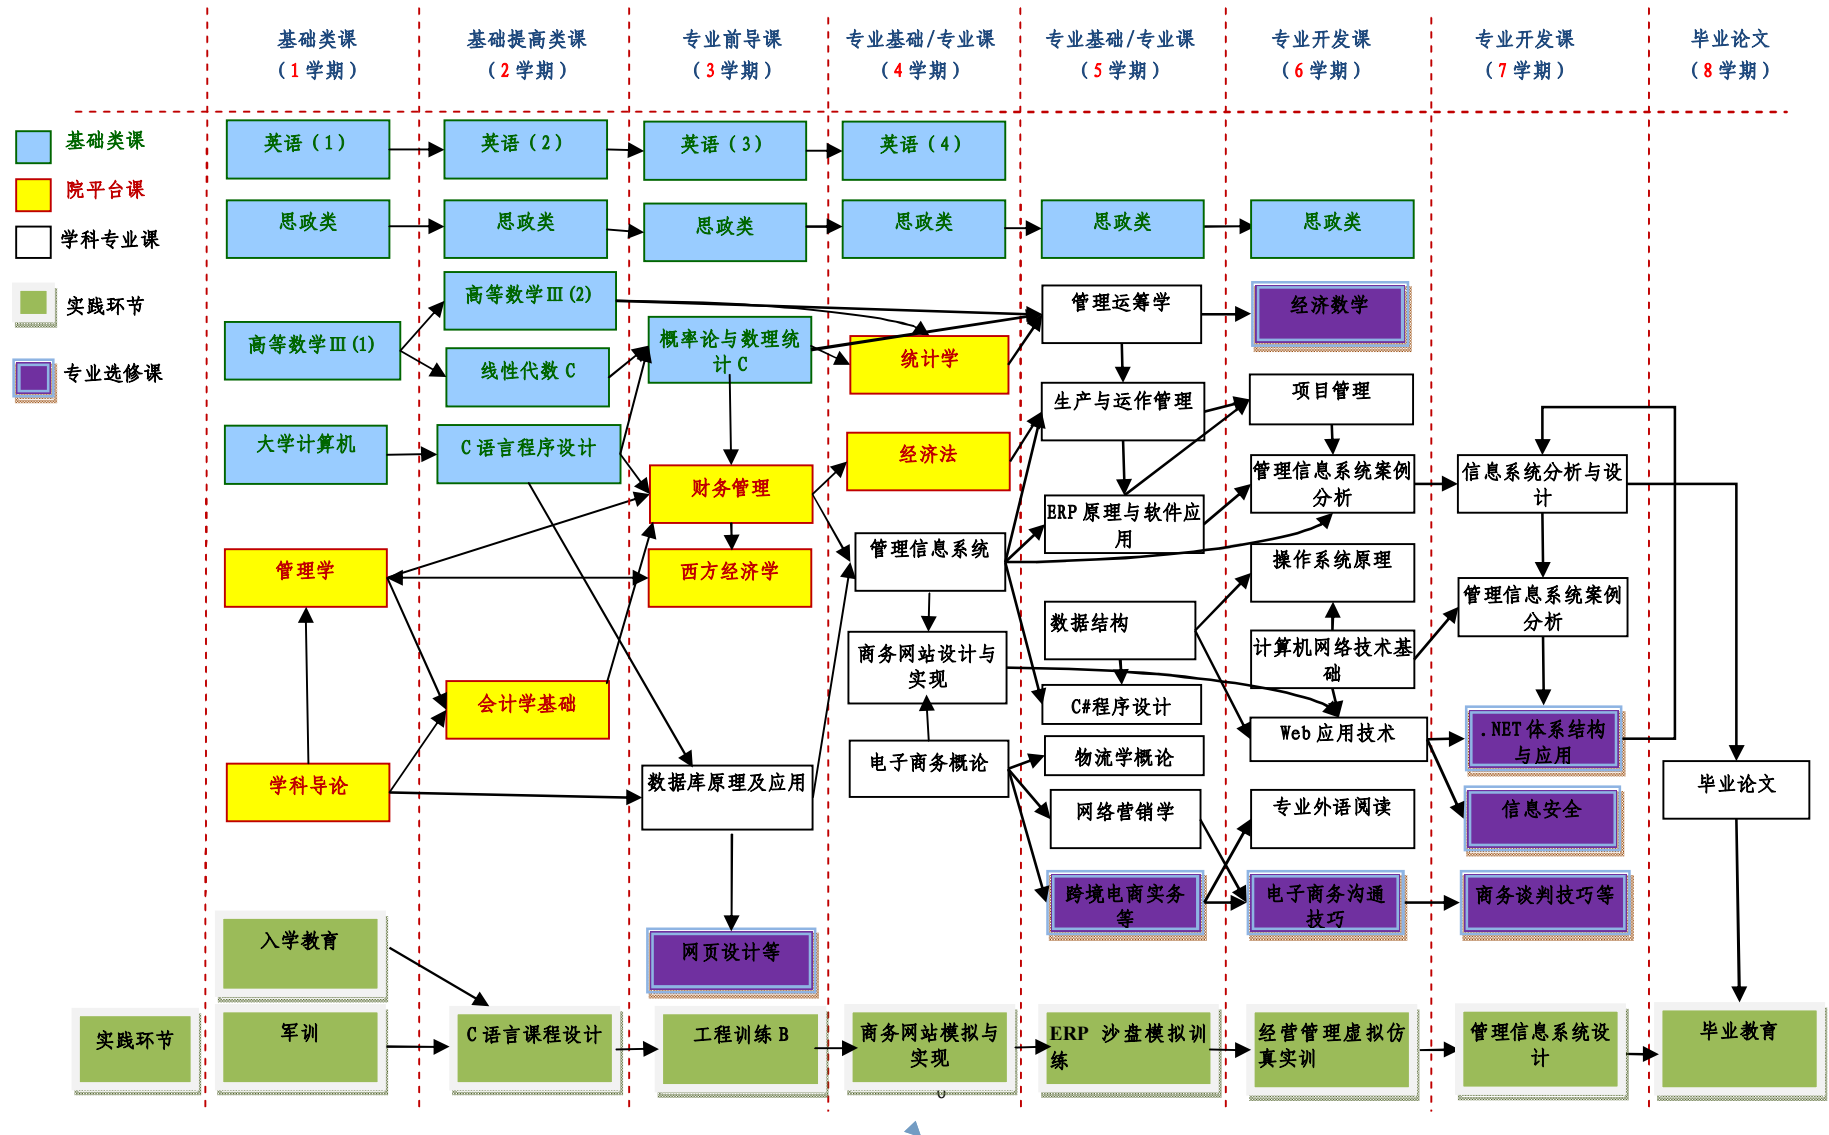 基础类课
（1 学期）
基础提高类课
（2 学期）
专业前导课
（3 学期）
专业基础/专业课
（4 学期）
专业基础/专业课
（5 学期）
专业开发课
（6 学期）
专业开发课
（7 学期）
毕业论文
（8 学期）
基础类课
院平台课
学科专业课
实践环节
专业选修课
英语（1）
英语（2）
英语（3）
英语（4）
思政类
思政类
思政类
思政类
思政类
思政类
高等数学Ⅲ(1)
高等数学Ⅲ(2)
线性代数 C
概率论与数理统
计 C
统计学
管理运筹学
经济数学
大学计算机
C 语言程序设计
财务管理
经济法
生产与运作管理
项目管理
ERP 原理与软件应
用
管理信息系统案例
分析
信息系统分析与设
计
管理学
西方经济学
管理信息系统
操作系统原理
管理信息系统案例
分析
数据结构
计算机网络技术基
础
商务网站设计与
实现
会计学基础
C#程序设计
Web 应用技术
.NET 体系结构
与应用
学科导论
数据库原理及应用
电子商务概论
物流学概论
毕业论文
网络营销学
专业外语阅读
信息安全
跨境电商实务
等
电子商务沟通
技巧
商务谈判技巧等
入学教育
网页设计等
实践环节
军训
C 语言课程设计
工程训练 B
商务网站模拟与
实现
ERP 沙盘模拟训
练
经营管理虚拟仿
真实训
管理信息系统设
计
毕业教育